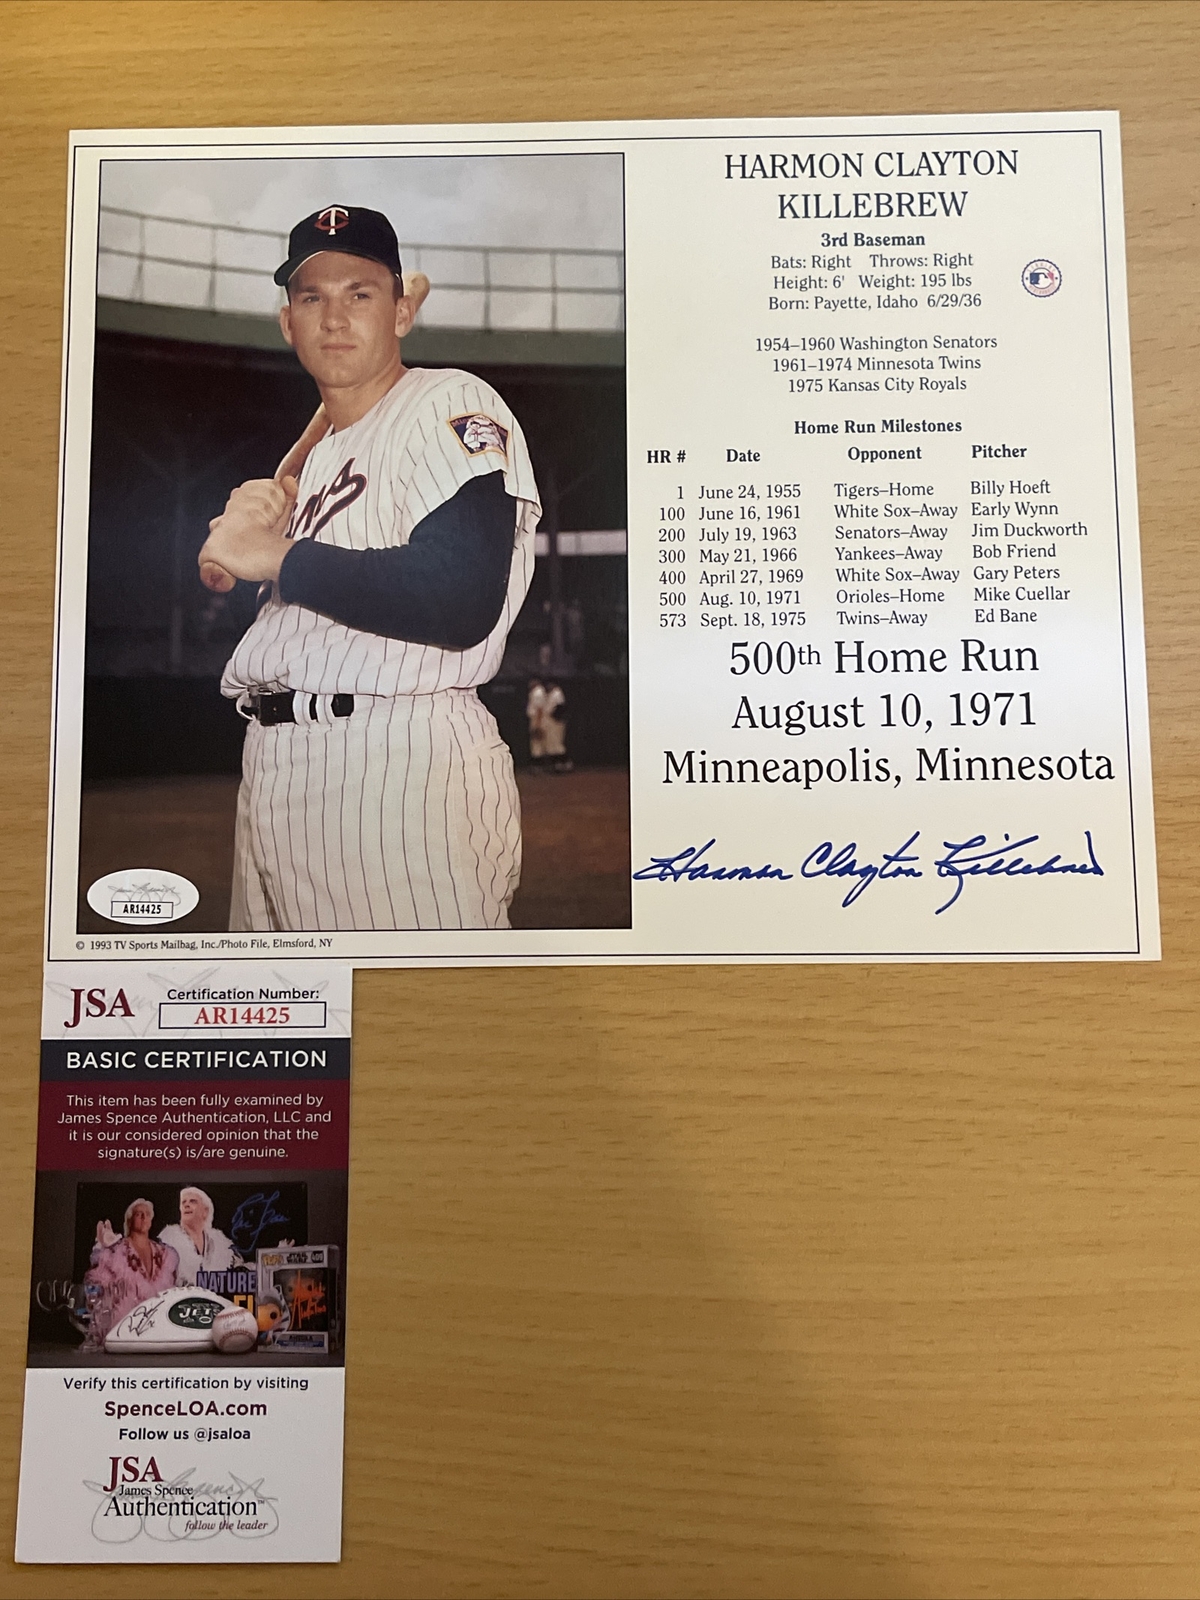 HARMON CLAYTON
KILLEBREW
3rd Baseman
Bats: Right Throws: Right
Height: 6' Weight: 195 lbs
Born: Payette, Idaho 6/29/36
1954–1960 Washington Senators
1961–1974 Minnesota Twins
1975 Kansas City Royals
Home Run Milestones
HR # Date Opponent Pitcher
1 June 24, 1955 Tigers–Home Billy Hoeft
100 June 16, 1961 White Sox–Away Early Wynn
200 July 19, 1963 Senators–Away Jim Duckworth
300 May 21, 1966 Yankees–Away Bob Friend
400 April 27, 1969 White Sox–Away Gary Peters
500 Aug. 10, 1971 Orioles–Home Mike Cuellar
573 Sept. 18, 1975 Twins–Away Ed Bane
500th Home Run
August 10, 1971
Minneapolis, Minnesota
Harmon Clayton Killebrew
TC
AR14425
© 1993 TV Sports Mailbag, Inc./Photo File, Elmsford, NY
JSA
Certification Number:
AR14425
BASIC CERTIFICATION
This item has been fully examined by
James Spence Authentication, LLC and
it is our considered opinion that the
signature(s) is/are genuine.
NATURE
JETS
Verify this certification by visiting
SpenceLOA.com
Follow us @jsaloa
JSA
James Spence
Authentication™
follow the leader